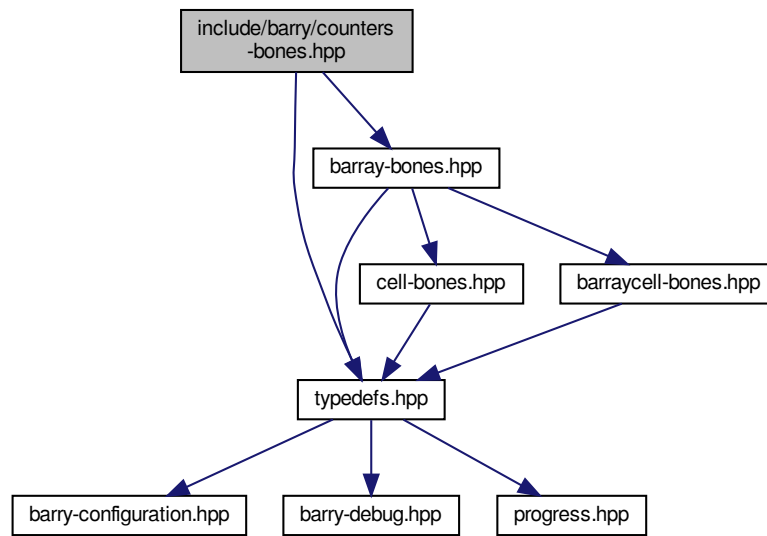 include/barry/counters
-bones.hpp
barray-bones.hpp
cell-bones.hpp
barraycell-bones.hpp
typedefs.hpp
barry-configuration.hpp
barry-debug.hpp
progress.hpp